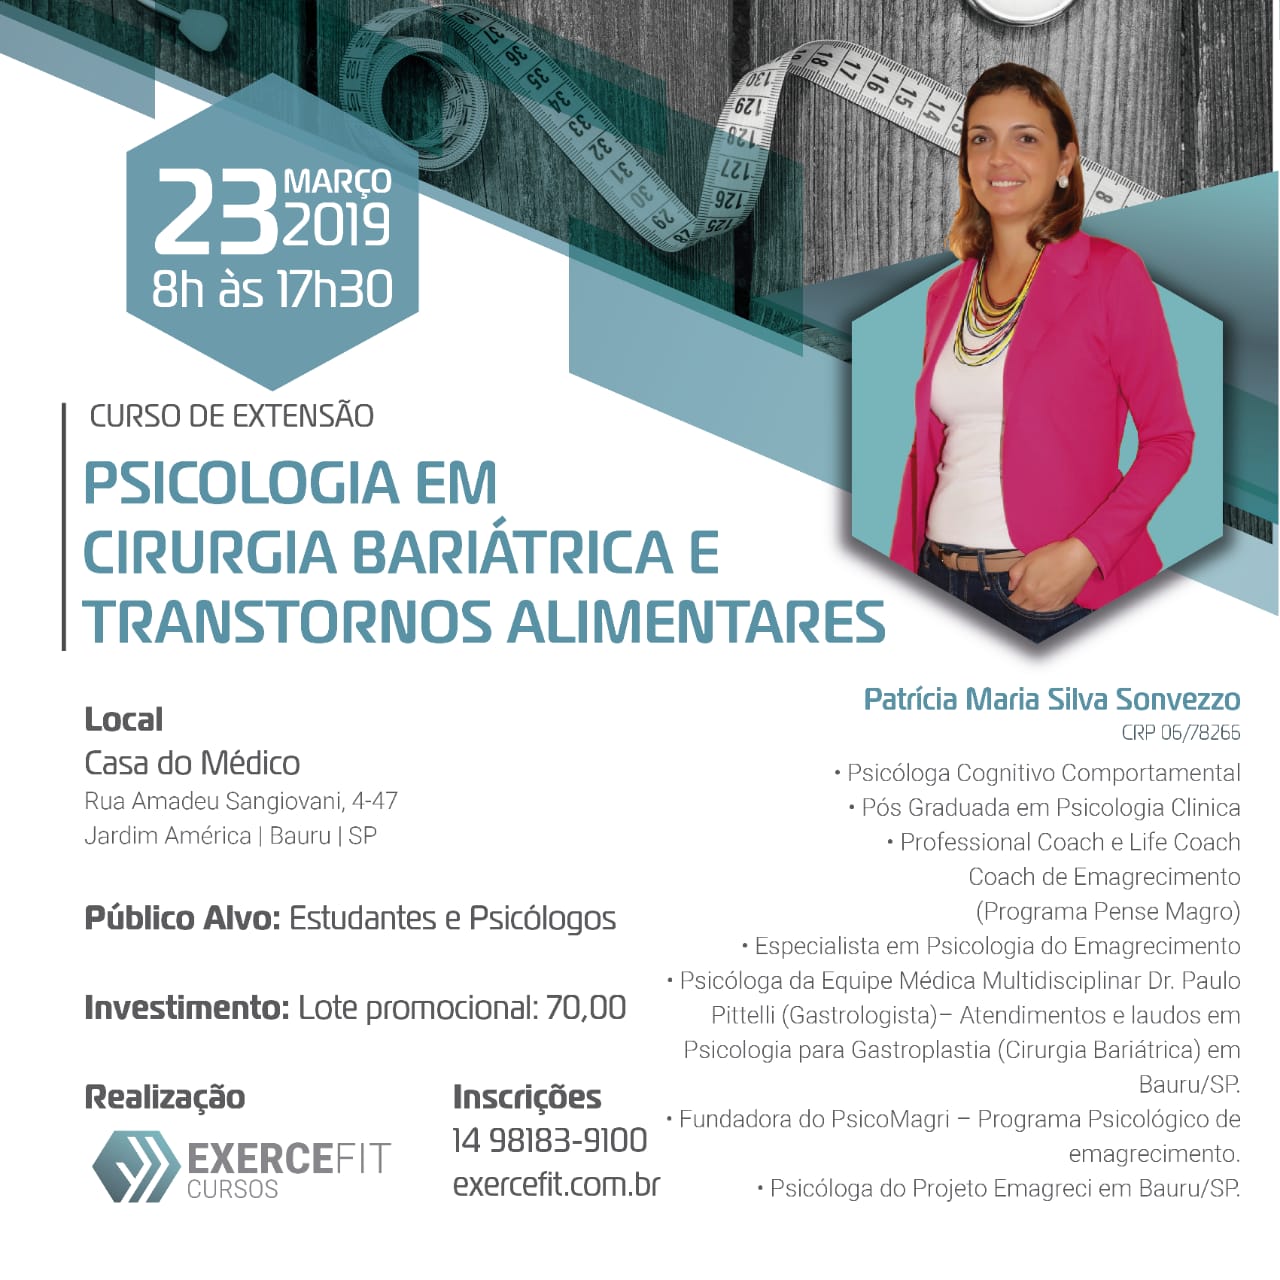 23 MARÇO
2019
8h às 17h30
CURSO DE EXTENSÃO
PSICOLOGIA EM
CIRURGIA BARIÁTRICA E
TRANSTORNOS ALIMENTARES
Local
Casa do Médico
Rua Amadeu Sangiovani, 4-47
Jardim América | Bauru | SP
Público Alvo: Estudantes e Psicólogos
Investimento: Lote promocional: 70,00
Realização
EXERCEFIT
CURSOS
Inscrições
14 98183-9100
exercefit.com.br
Patrícia Maria Silva Sonvezzo
CRP 06/78266
• Psicóloga Cognitivo Comportamental
• Pós Graduada em Psicologia Clinica
• Professional Coach e Life Coach
Coach de Emagrecimento
(Programa Pense Magro)
• Especialista em Psicologia do Emagrecimento
• Psicóloga da Equipe Médica Multidisciplinar Dr. Paulo
Pittelli (Gastrologista)– Atendimentos e laudos em
Psicologia para Gastroplastia (Cirurgia Bariátrica) em
Bauru/SP.
• Fundadora do PsicoMagri – Programa Psicológico de
emagrecimento.
• Psicóloga do Projeto Emagreci em Bauru/SP.